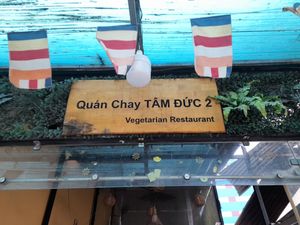 Quán Chay TÂM ĐỨC 2
Vegetarian Restaurant